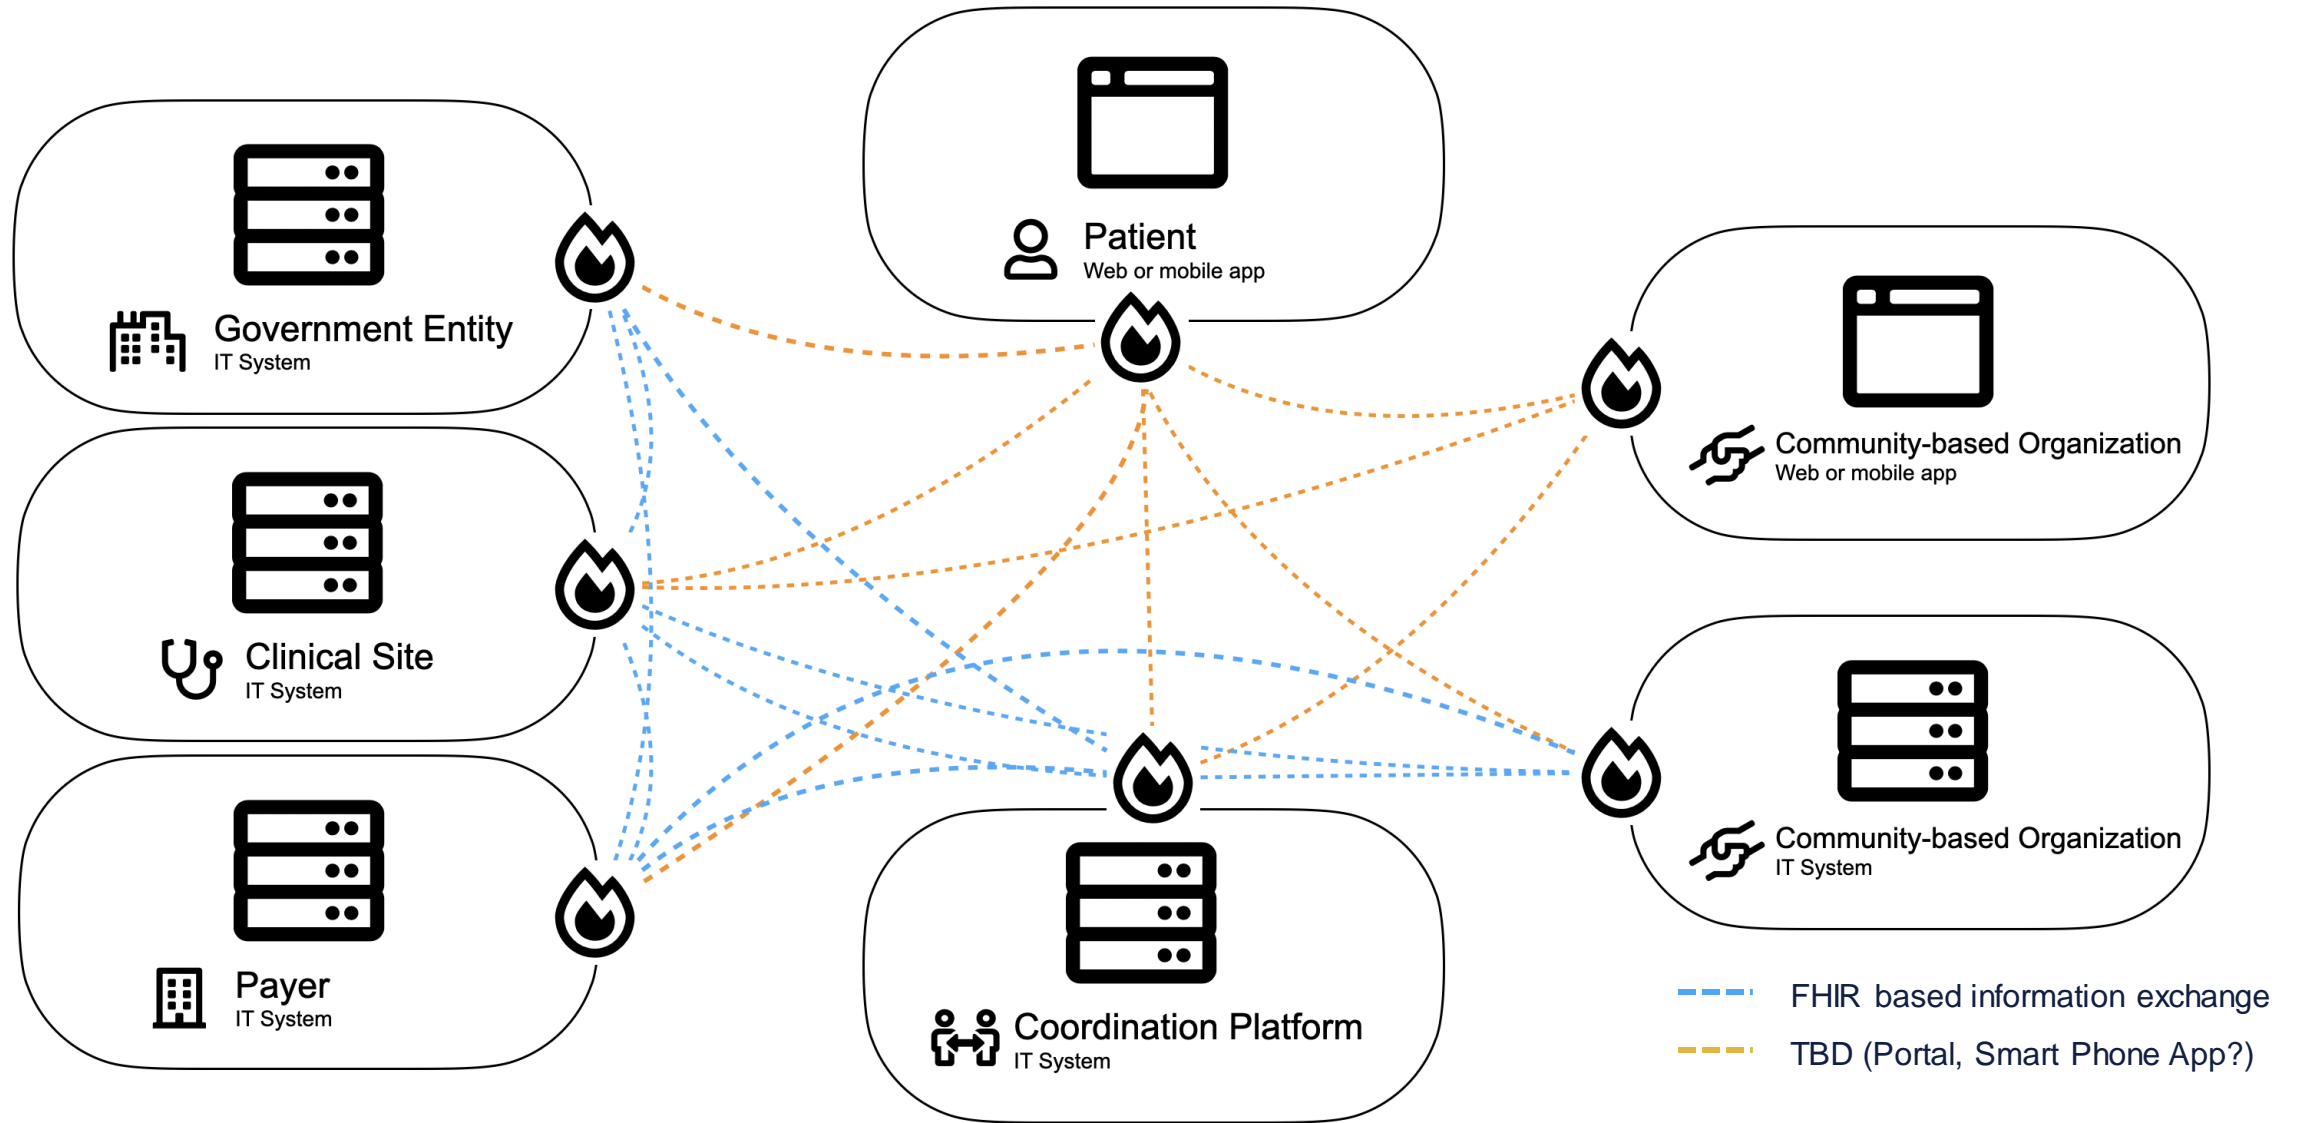 Patient
Web or mobile app
Government Entity
IT System
Community-based Organization
Web or mobile app
Clinical Site
IT System
Community-based Organization
IT System
Payer
IT System
Coordination Platform
IT System
FHIR based information exchange
TBD (Portal, Smart Phone App?)